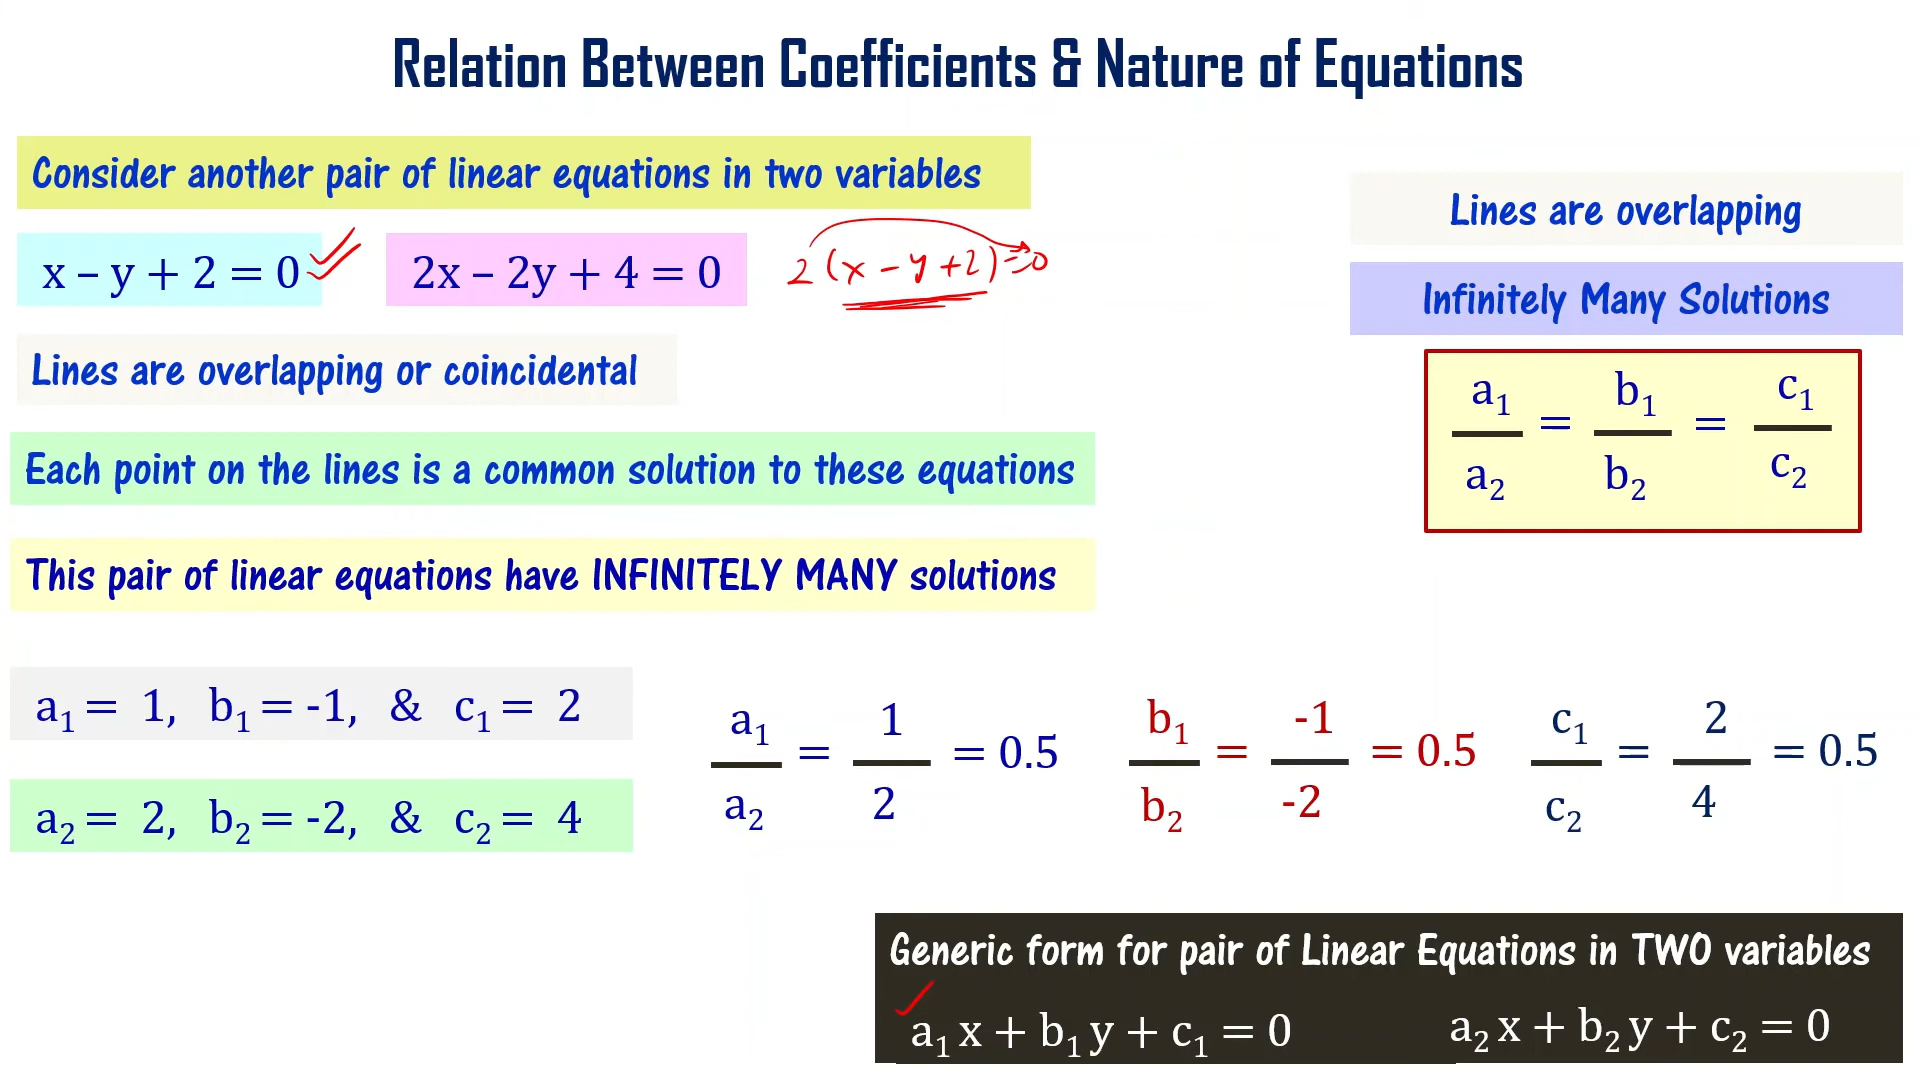 Relation Between Coefficients & Nature of Equations
Consider another pair of linear equations in two variables
x – y + 2 = 0
2x – 2y + 4 = 0
2 (x – y + 2) = 0
Lines are overlapping or coincidental
Each point on the lines is a common solution to these equations
This pair of linear equations have INFINITELY MANY solutions
Lines are overlapping
Infinitely Many Solutions
a₁/a₂ = b₁/b₂ = c₁/c₂
a₁ = 1, b₁ = -1, & c₁ = 2
a₂ = 2, b₂ = -2, & c₂ = 4
a₁/a₂ = 1/2 = 0.5
b₁/b₂ = -1/-2 = 0.5
c₁/c₂ = 2/4 = 0.5
Generic form for pair of Linear Equations in TWO variables
a₁ x + b₁ y + c₁ = 0
a₂ x + b₂ y + c₂ = 0